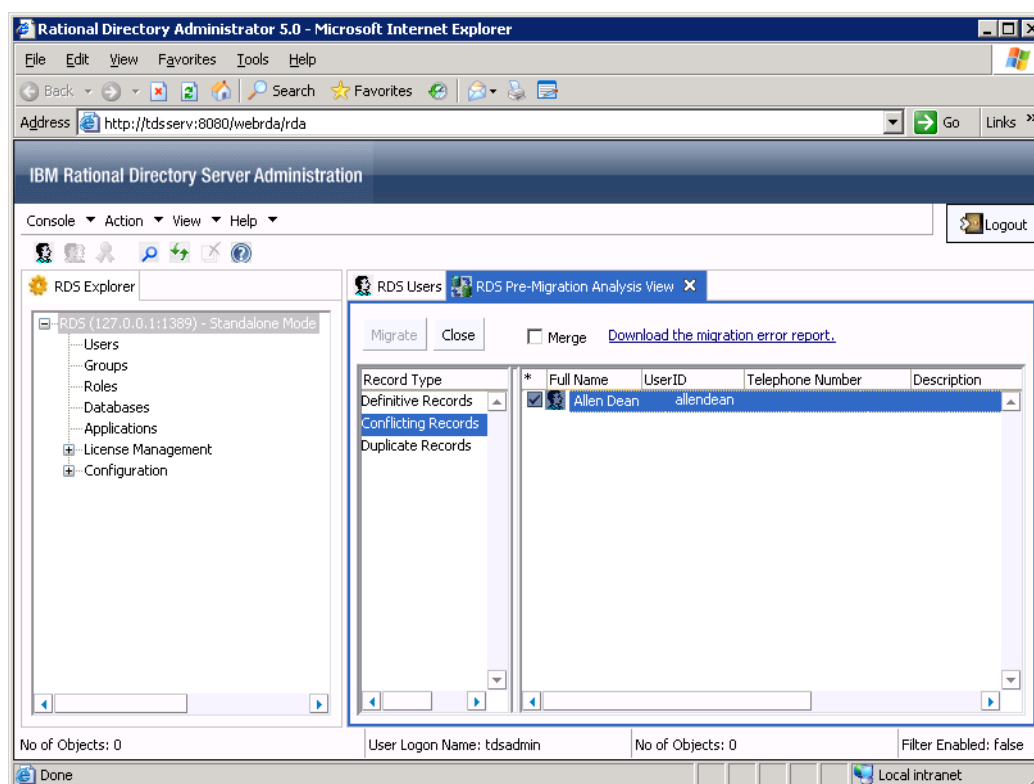 Rational Directory Administrator 5.0 - Microsoft Internet Explorer
File Edit View Favorites Tools Help
Back Search Favorites
Address http://tdsserv:8080/webrda/rda Go Links »
IBM Rational Directory Server Administration
Console Action View Help
Logout
RDS Explorer
RDS (127.0.0.1:1389) - Standalone Mode
Users
Groups
Roles
Databases
Applications
License Management
Configuration
RDS Users RDS Pre-Migration Analysis View
Migrate Close Merge Download the migration error report.
Record Type
Definitive Records
Conflicting Records
Duplicate Records
* Full Name UserID Telephone Number Description
Allen Dean allendean
No of Objects: 0 User Logon Name: tdsadmin No of Objects: 0 Filter Enabled: false
Done Local intranet